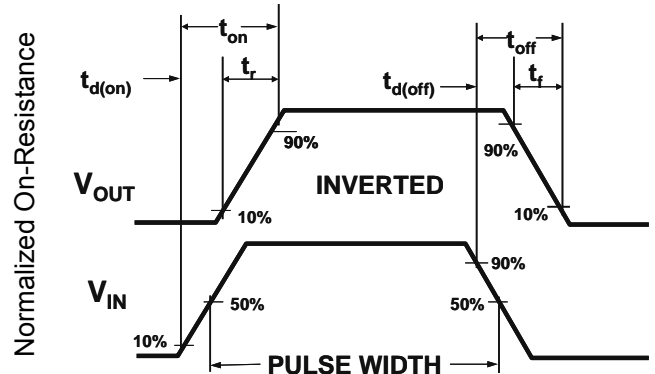 Normalized On-Resistance
t_on
t_off
t_d(on)
t_r
t_d(off)
t_f
90%
90%
V_OUT
INVERTED
10%
10%
90%
V_IN
50%
50%
10%
PULSE WIDTH